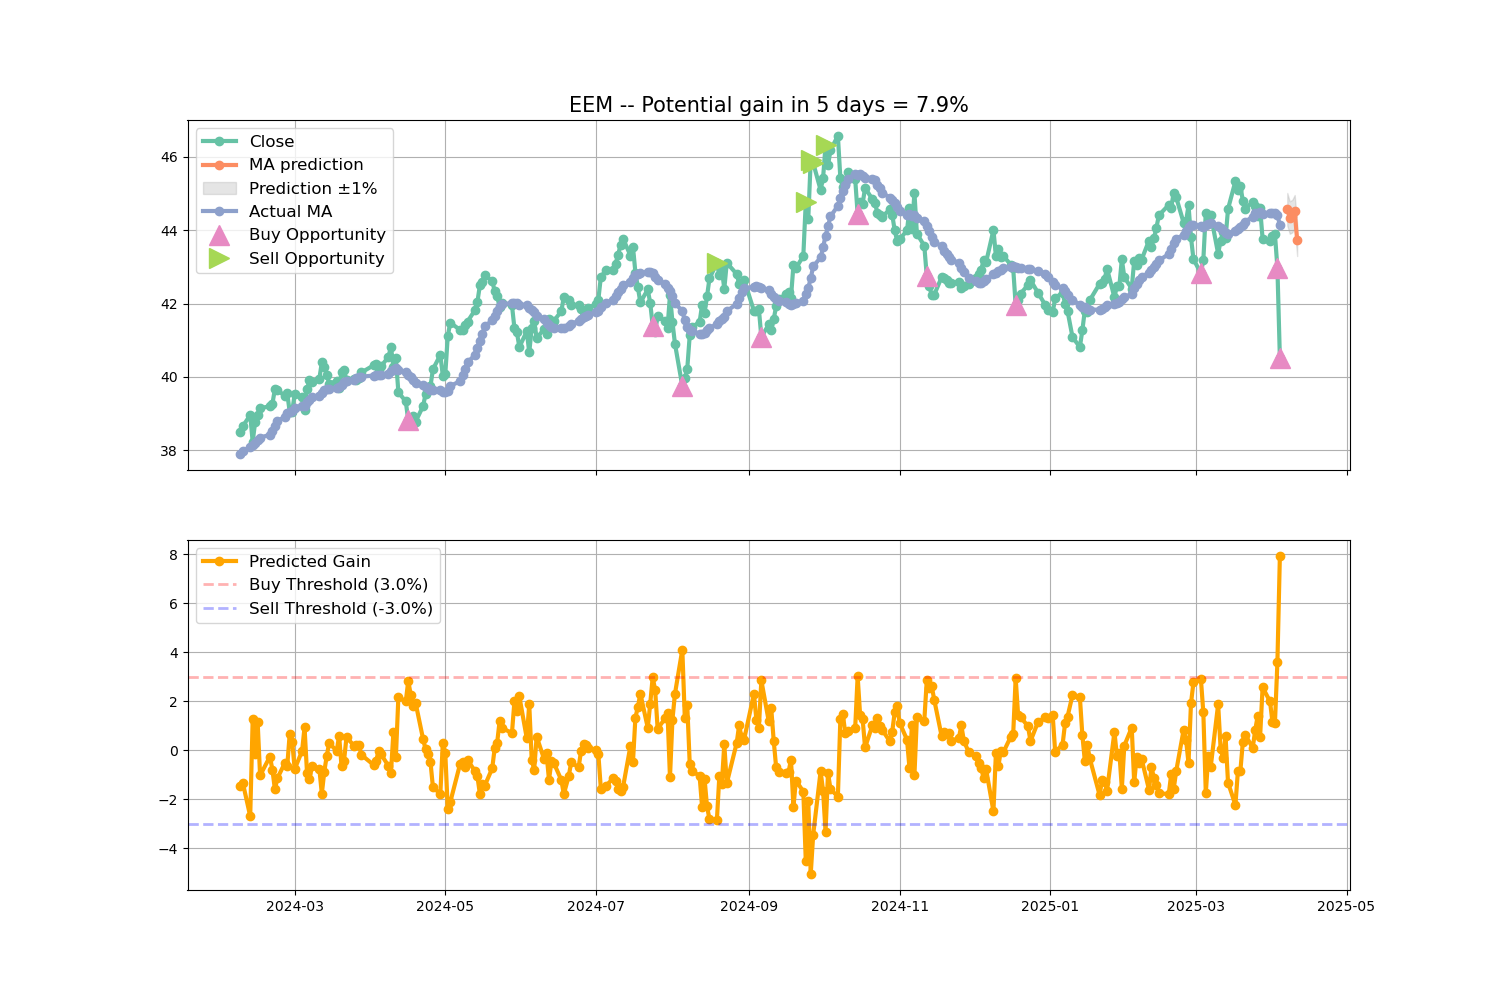 EEM -- Potential gain in 5 days = 7.9%
Close
MA prediction
Prediction ±1%
Actual MA
Buy Opportunity
Sell Opportunity
46
44
42
40
38
Predicted Gain
Buy Threshold (3.0%)
Sell Threshold (-3.0%)
8
6
4
2
0
−2
−4
2024-03
2024-05
2024-07
2024-09
2024-11
2025-01
2025-03
2025-05